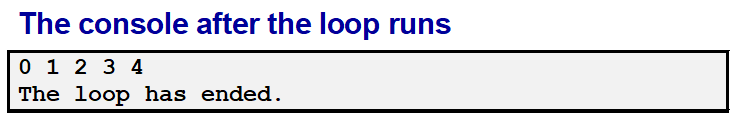 The console after the loop runs
0 1 2 3 4
The loop has ended.